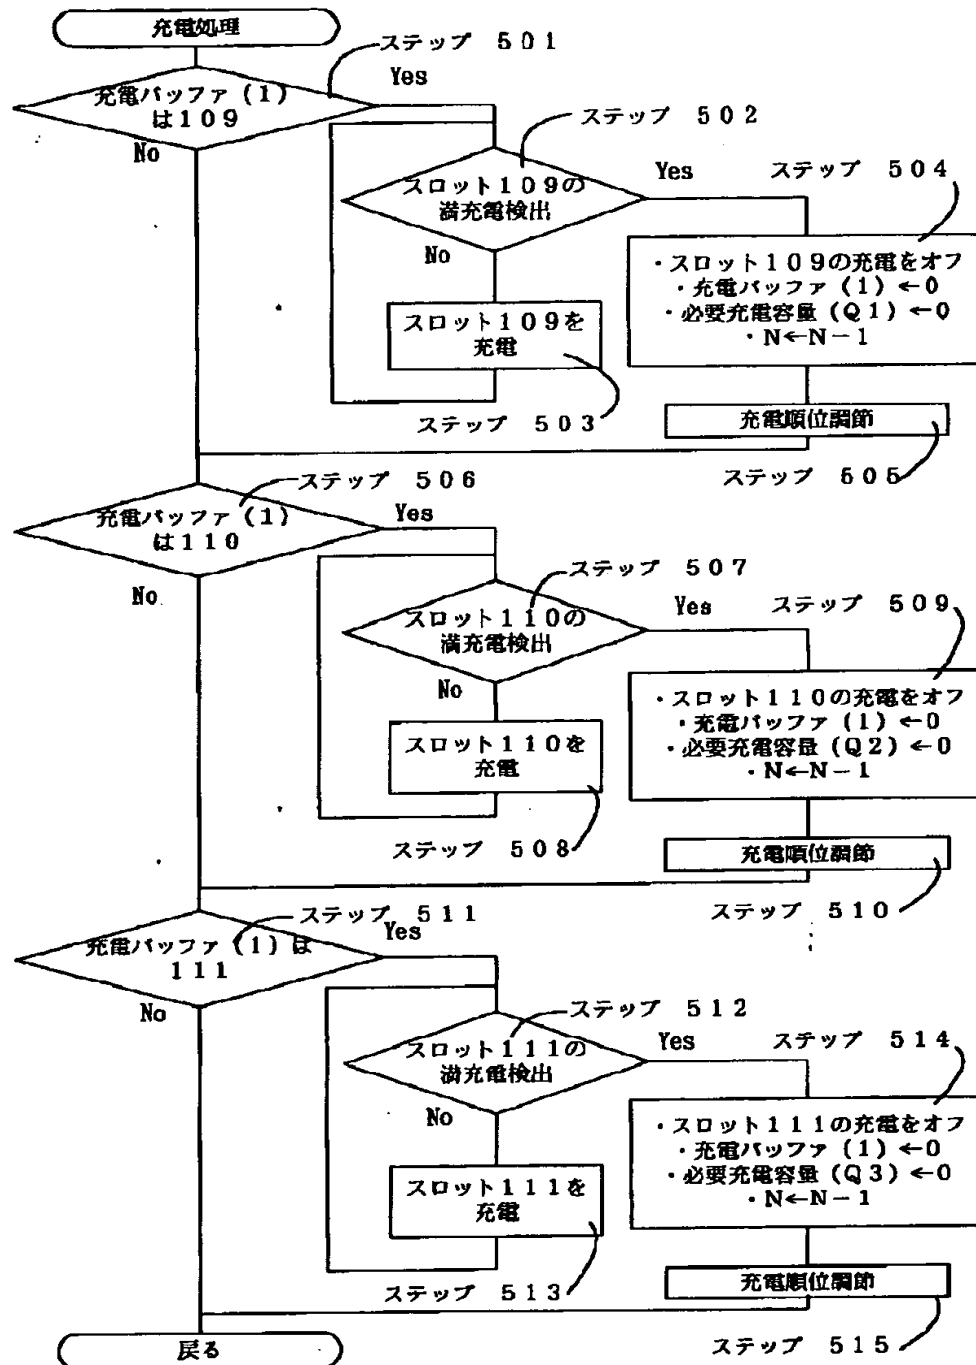 充電処理
ステップ 501
Yes
充電バッファ(1)
は109
No
ステップ 502
スロット109の
満充電検出
Yes
No
ステップ 504
・スロット109の充電をオフ
・充電バッファ(1)←0
・必要充電容量(Q1)←0
・N←N-1
スロット109を
充電
ステップ 503
充電順位調節
ステップ 505
ステップ 506
充電バッファ(1)
は110
Yes
No
ステップ 507
スロット110の
満充電検出
Yes
No
ステップ 509
・スロット110の充電をオフ
・充電バッファ(1)←0
・必要充電容量(Q2)←0
・N←N-1
スロット110を
充電
ステップ 508
充電順位調節
ステップ 510
ステップ 511
充電バッファ(1)は
111
Yes
No
ステップ 512
スロット111の
満充電検出
Yes
No
ステップ 514
・スロット111の充電をオフ
・充電バッファ(1)←0
・必要充電容量(Q3)←0
・N←N-1
スロット111を
充電
ステップ 513
充電順位調節
ステップ 515
戻る